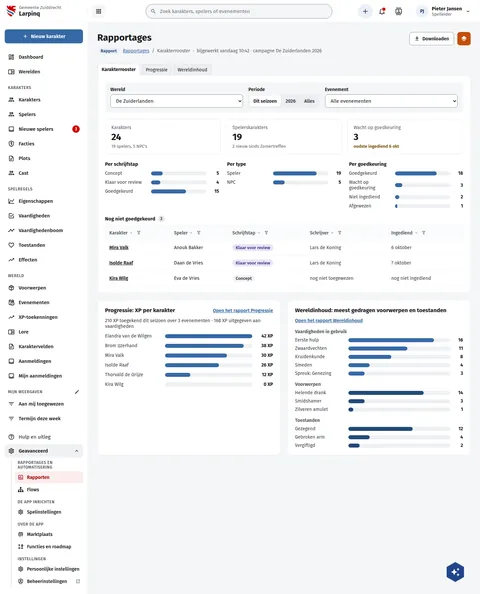 Gemeente Zuiddrecht
Larpinq
Zoek karakters, spelers of evenementen
PJ
Pieter Jansen
Spelleider
+ Nieuw karakter
Dashboard
Werelden
KARAKTERS
Karakters
Spelers
Nieuwe spelers
Facties
Plots
Cast
SPELREGELS
Eigenschappen
Vaardigheden
Vaardighedenboom
Toestanden
Effecten
WERELD
Voorwerpen
Evenementen
XP-toekenningen
Lore
Karaktervelden
Aanmeldingen
Mijn aanmeldingen
MIJN WEERGAVEN
Aan mij toegewezen
Termijn deze week
Hulp en uitleg
Geavanceerd
RAPPORTAGES EN
AUTOMATISERING
Rapporten
Flows
DE APP INRICHTEN
Spelinstellingen
OVER DE APP
Marktplaats
Functies en roadmap
INSTELLINGEN
Persoonlijke instellingen
Beheerinstellingen
Rapportages
Rapport Rapportages / Karakterrooster · bijgewerkt vandaag 10:42 · campagne De Zuiderlanden 2026
Downloaden
Karakterrooster Progressie Wereldinhoud
Wereld
De Zuiderlanden
Periode
Dit seizoen 2026 Alles
Evenement
Alle evenementen
Karakters
24
19 spelers, 5 NPC's
Spelerskarakters
19
2 nieuw sinds Zomertreffen
Wacht op goedkeuring
3
oudste ingediend 6 okt
Per schrijfstap
Concept 5
Klaar voor review 4
Goedgekeurd 15
Per type
Speler 19
NPC 5
Per goedkeuring
Goedgekeurd 18
Wacht op
goedkeuring 3
Niet ingediend 2
Afgewezen 1
Nog niet goedgekeurd 3
Karakter Speler Schrijfstap Schrijver Ingediend
Mira Valk Anouk Bakker Klaar voor review Lars de Koning 6 oktober
Isolde Raaf Daan de Vries Klaar voor review Lars de Koning 7 oktober
Kira Wilg Eva de Vries Concept nog niet toegewezen nog niet ingediend
Progressie: XP per karakter Open het rapport Progressie
210 XP toegekend dit seizoen over 3 evenementen · 168 XP uitgegeven aan
vaardigheden
Elandra van de Wilgen 42 XP
Brom IJzerhand 38 XP
Mira Valk 30 XP
Isolde Raaf 26 XP
Thorvald de Grijze 12 XP
Kira Wilg 0 XP
Wereldinhoud: meest gedragen voorwerpen en toestanden
Open het rapport Wereldinhoud
Vaardigheden in gebruik
Eerste hulp 16
Zwaardvechten 11
Kruidenkunde 8
Smeden 4
Spreuk: Genezing 3
Voorwerpen
Helende drank 14
Smidshamer 3
Zilveren amulet 1
Toestanden
Gezegend 12
Gebroken arm 4
Vergiftigd 2